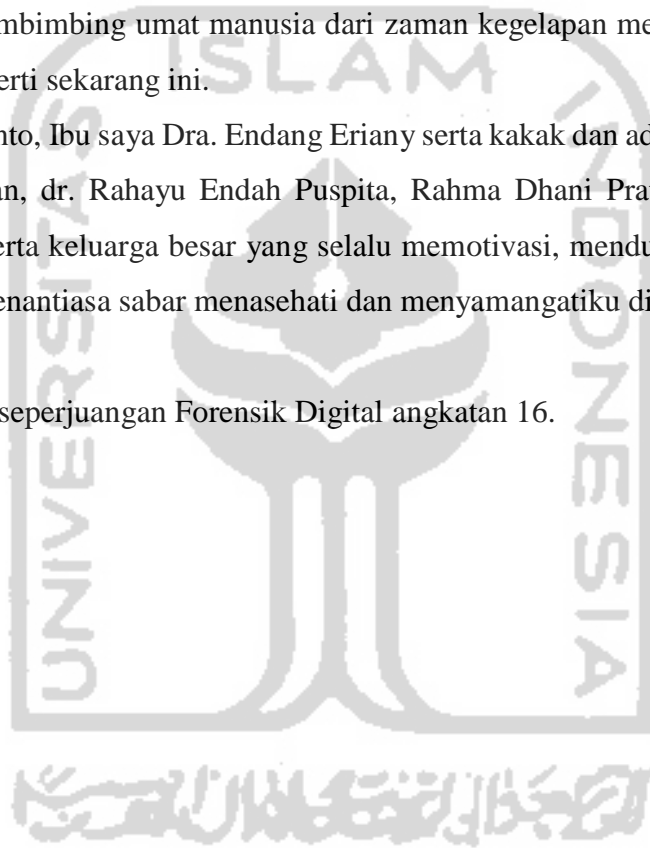 mbimbing umat manusia dari zaman kegelapan me
erti sekarang ini.
nto, Ibu saya Dra. Endang Eriany serta kakak dan ad
an, dr. Rahayu Endah Puspita, Rahma Dhani Pra
erta keluarga besar yang selalu memotivasi, mendu
enantiasa sabar menasehati dan menyamangatiku di
seperjuangan Forensik Digital angkatan 16.
UNIVERSITAS
ISLAM
INDONESIA